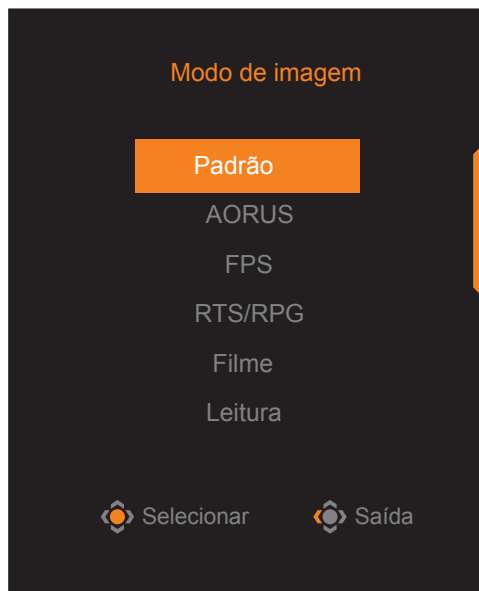 Modo de imagem
Padrão
AORUS
FPS
RTS/RPG
Filme
Leitura
Selecionar Saída